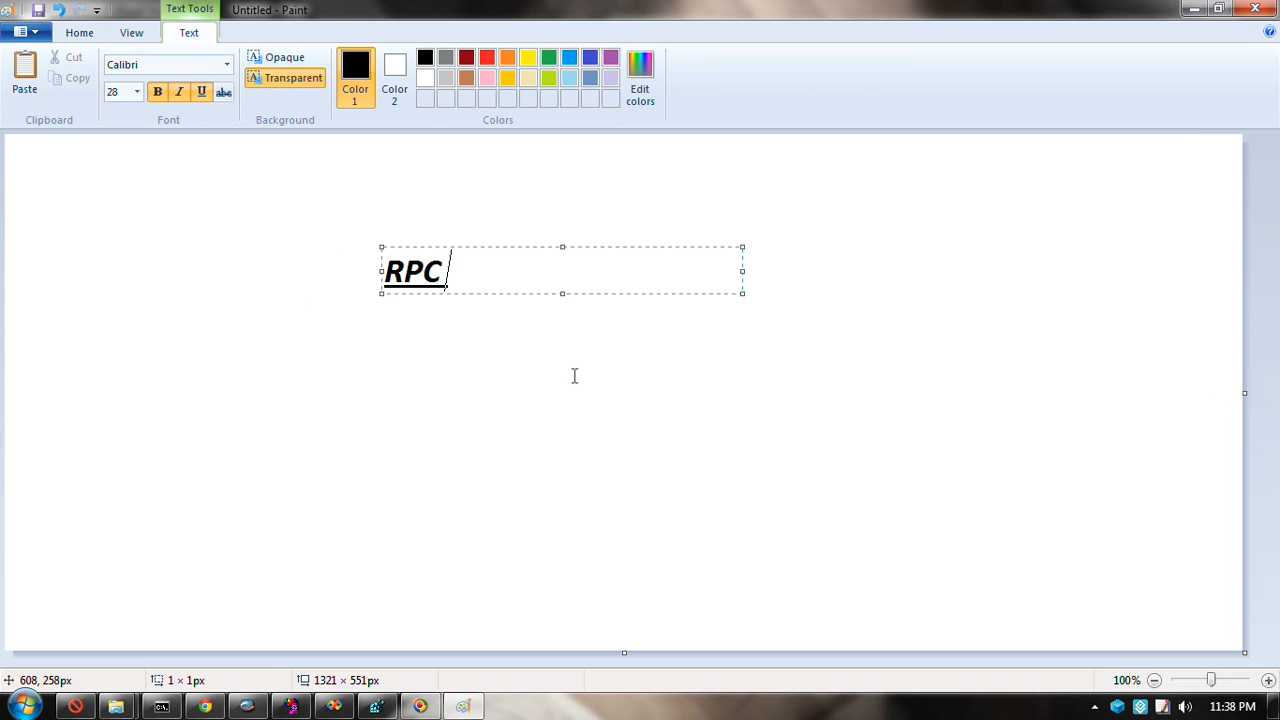 Text Tools
Untitled - Paint
Home
View
Text
Paste
Cut
Copy
Clipboard
Calibri
28
B I U abc
Font
A Opaque
A Transparent
Background
Color 1
Color 2
Edit colors
Colors
RPC
608, 258px
1 × 1px
1321 × 551px
100%
11:38 PM